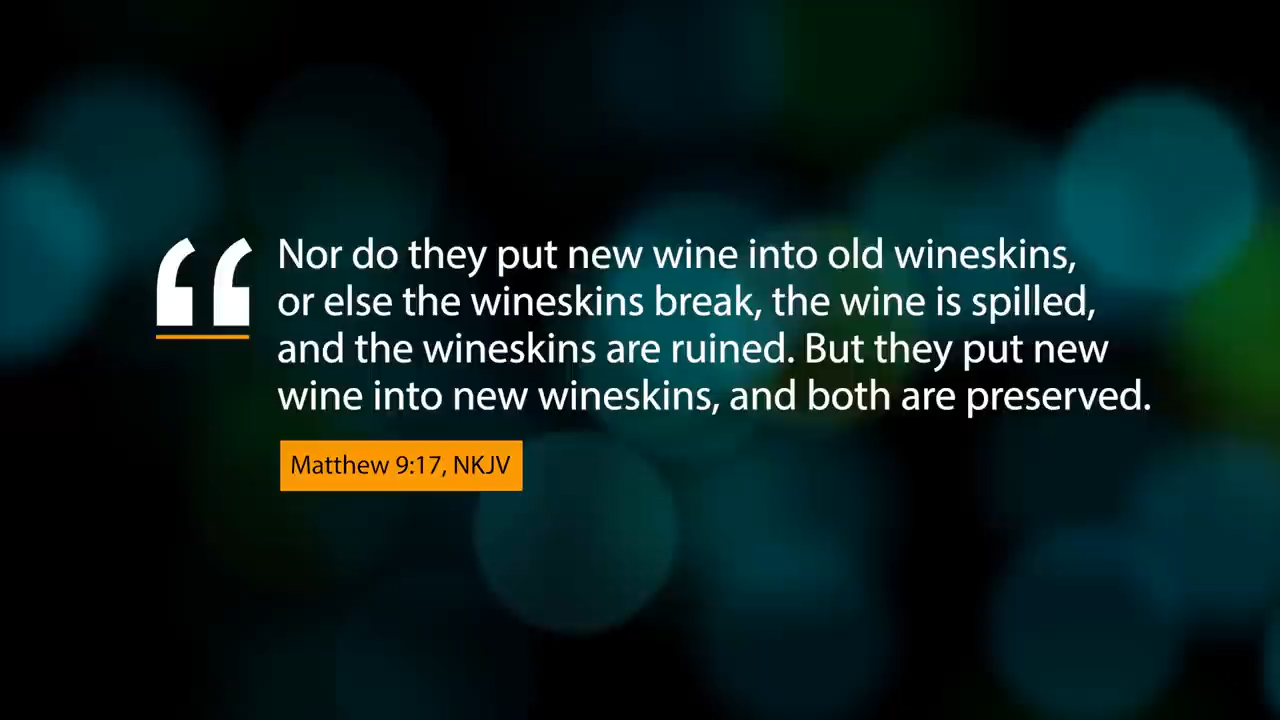 “
Nor do they put new wine into old wineskins,
or else the wineskins break, the wine is spilled,
and the wineskins are ruined. But they put new
wine into new wineskins, and both are preserved.
Matthew 9:17, NKJV